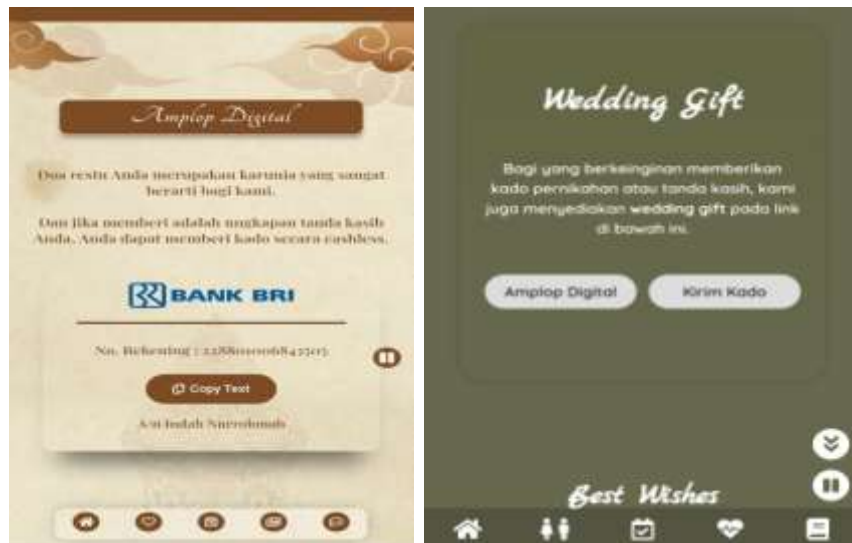 Amplop Digital
Doa restu Anda merupakan karunia yang sangat
berarti bagi kami.
Dan jika memberi adalah ungkapan tanda kasih
Anda, Anda dapat memberi kado secara cashless.
BANK BRI
No. Rekening :
Copy Text
Wedding Gift
Bagi yang berkeinginan memberikan
kado pernikahan atau tanda kasih, kami
juga menyediakan wedding gift pada link
di bawah ini.
Amplop Digital
Kirim Kado
Best Wishes